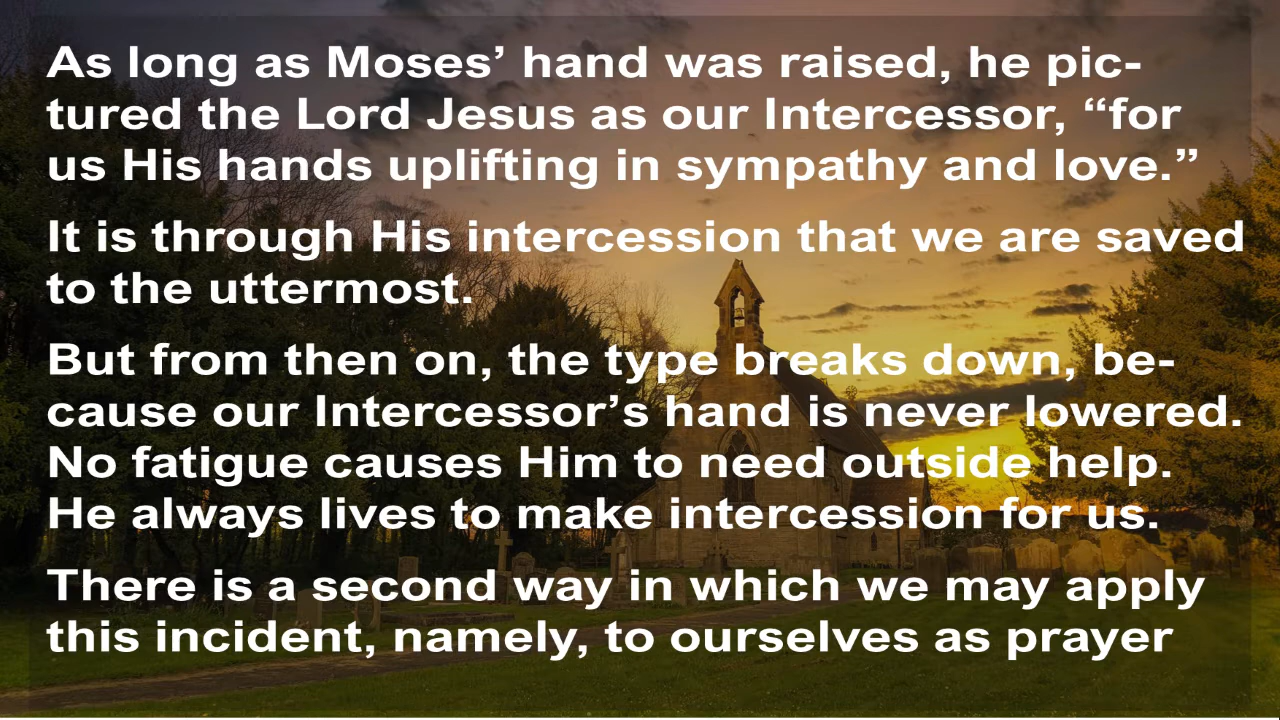 As long as Moses’ hand was raised, he pic-
tured the Lord Jesus as our Intercessor, “for
us His hands uplifting in sympathy and love.”
It is through His intercession that we are saved
to the uttermost.
But from then on, the type breaks down, be-
cause our Intercessor’s hand is never lowered.
No fatigue causes Him to need outside help.
He always lives to make intercession for us.
There is a second way in which we may apply
this incident, namely, to ourselves as prayer